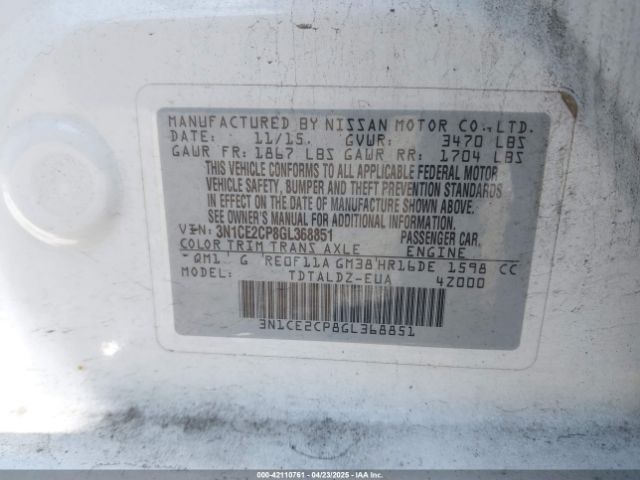 MANUFACTURED BY NISSAN MOTOR CO., LTD.
DATE: 11/15. GVWR: 3470 LBS
GAWR FR: 1867 LBS GAWR RR: 1704 LBS
THIS VEHICLE CONFORMS TO ALL APPLICABLE FEDERAL MOTOR
VEHICLE SAFETY, BUMPER AND THEFT PREVENTION STANDARDS
IN EFFECT ON THE DATE OF MANUFACTURE SHOWN ABOVE.
SEE OWNER'S MANUAL FOR ADDITIONAL INFORMATION.
VIN: 3N1CE2CP8GL368851 PASSENGER CAR.
COLOR TRIM TRANS AXLE ENGINE
QM1 G RE0F11A GM38 HR16DE 1598 CC
MODEL: TDTALDZ-EUA 4Z000
3N1CE2CP8GL368851
000-42110761 - 04/23/2025 - IAAI